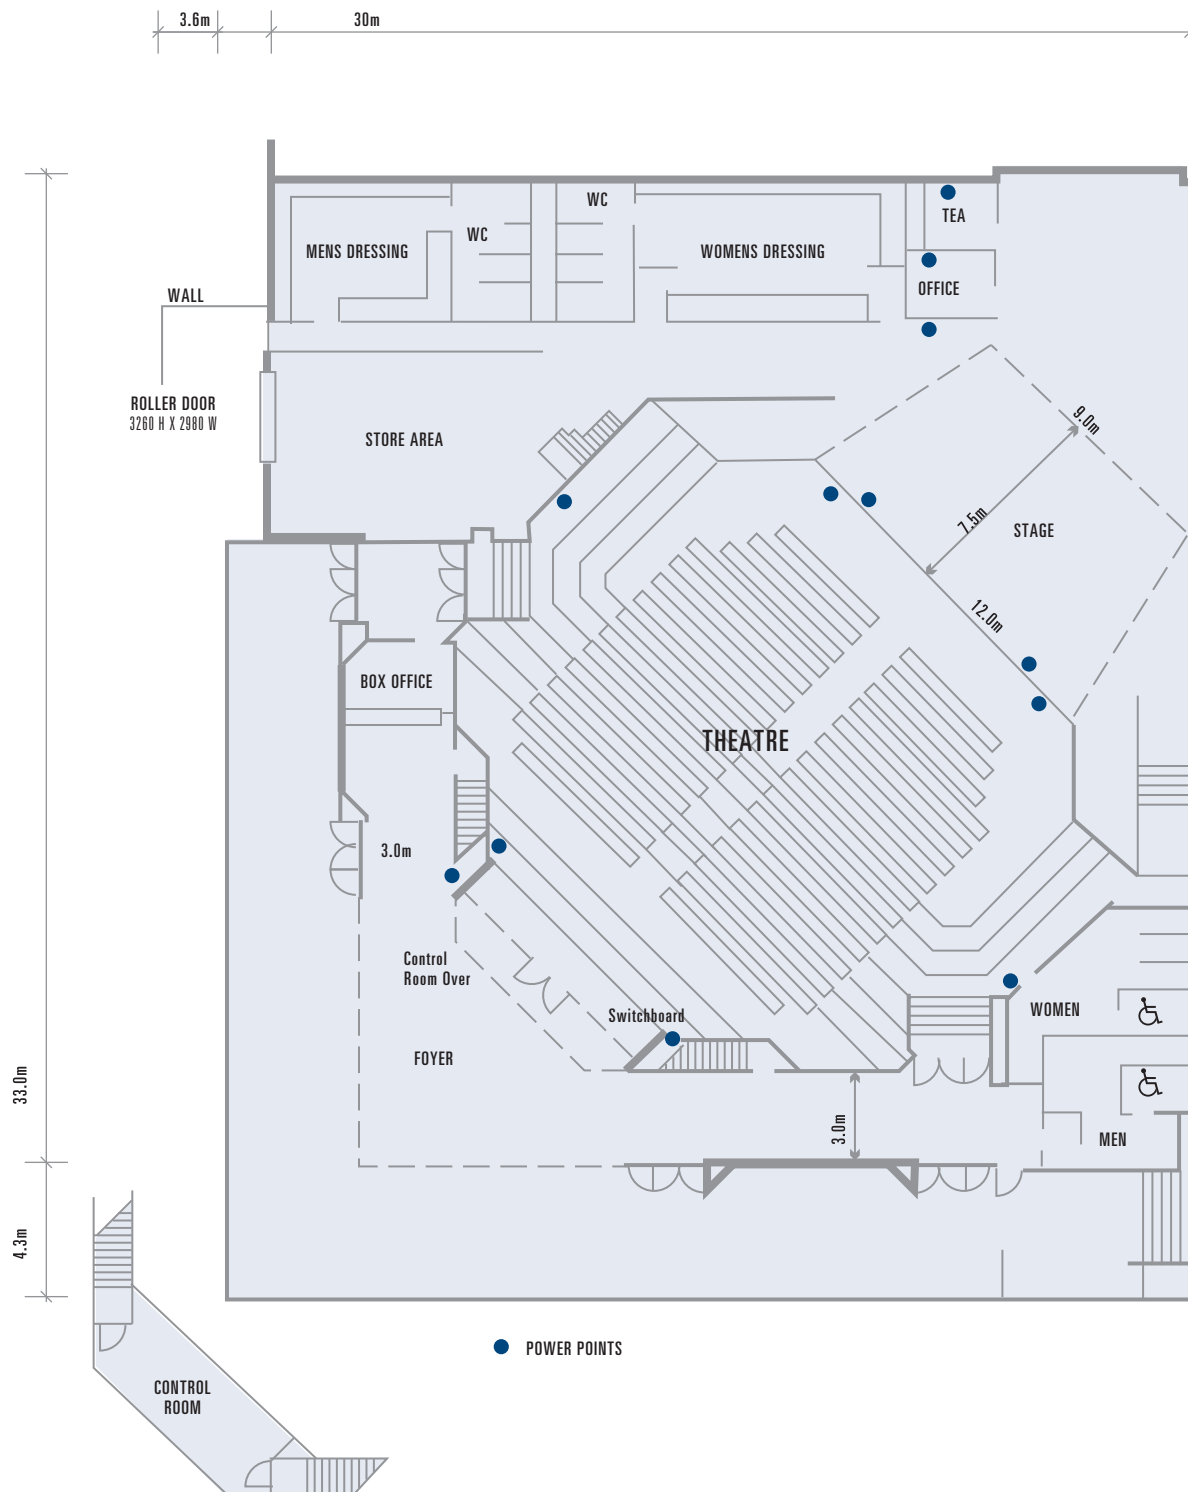 3.6m
30m
WC
TEA
WC
MENS DRESSING
WOMENS DRESSING
OFFICE
WALL
ROLLER DOOR
3260 H X 2980 W
STORE AREA
9.0m
7.5m
STAGE
12.0m
BOX OFFICE
THEATRE
3.0m
Control
Room Over
Switchboard
WOMEN
FOYER
33.0m
3.0m
MEN
4.3m
POWER POINTS
CONTROL
ROOM